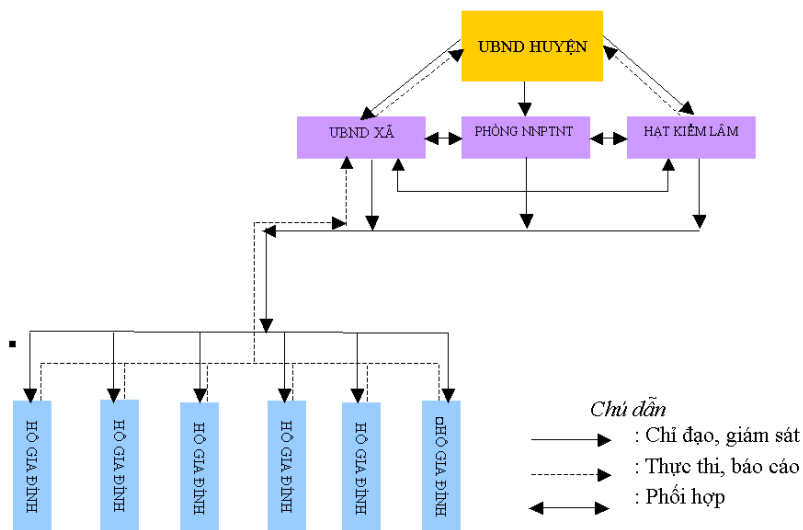 UBND HUYỆN
UBND XÃ
PHÒNG NNPTNT
HẠT KIỂM LÂM
HỘ GIA ĐÌNH
HỘ GIA ĐÌNH
HỘ GIA ĐÌNH
HỘ GIA ĐÌNH
HỘ GIA ĐÌNH
HỘ GIA ĐÌNH
Chú dẫn
: Chỉ đạo, giám sát
: Thực thi, báo cáo
: Phối hợp